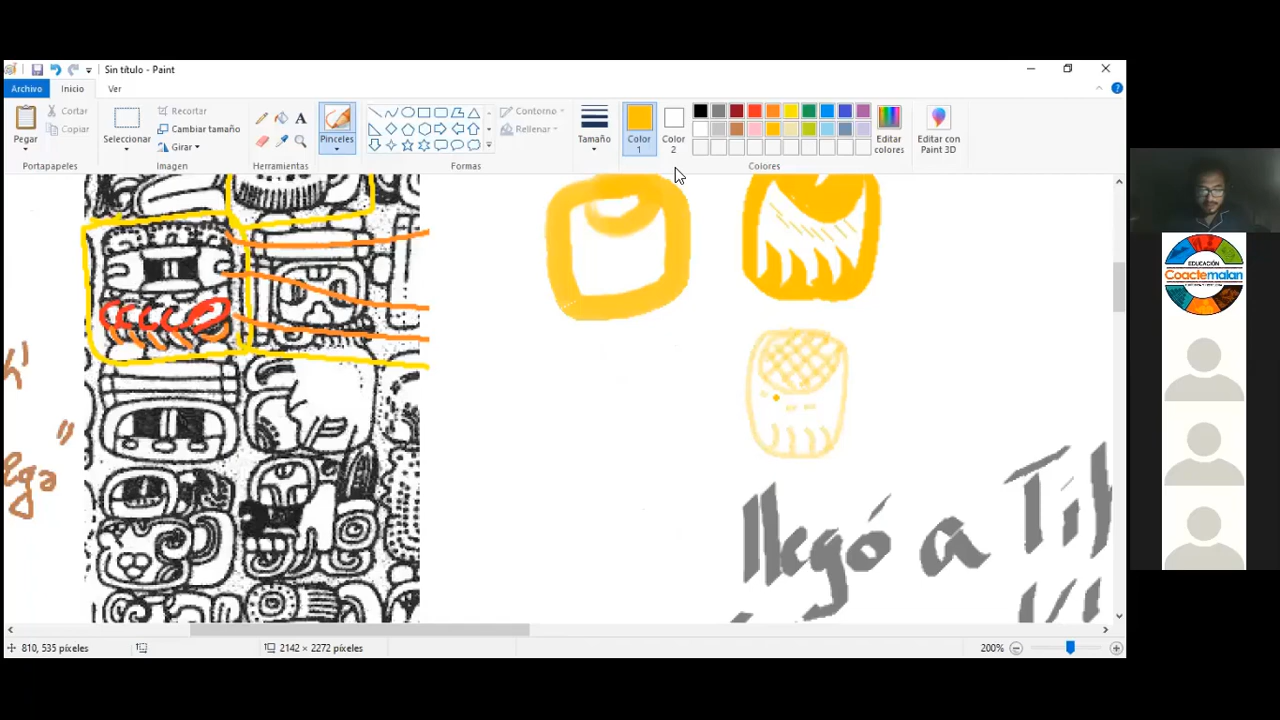 Sin título - Paint
Archivo Inicio Ver
Pegar
Cortar
Copiar
Portapapeles
Seleccionar
Recortar
Cambiar tamaño
Girar
Imagen
A
Herramientas
Pinceles
Contorno
Rellenar
Formas
Tamaño
Color
1
Color
2
Editar
colores
Editar con
Paint 3D
Colores
EDUCACIÓN
Coactemalan
llegó a
810, 535 píxeles
2142 × 2272 píxeles
200%